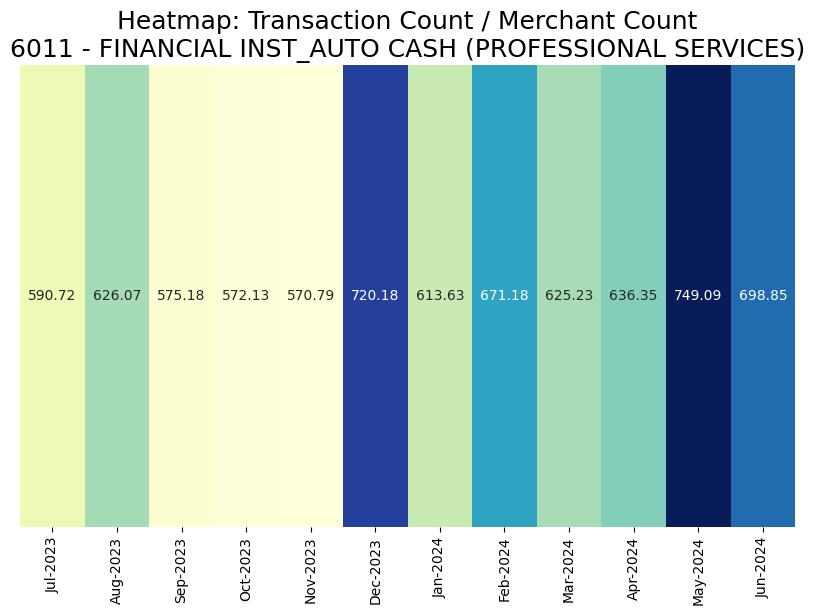 Heatmap: Transaction Count / Merchant Count
6011 - FINANCIAL INST_AUTO CASH (PROFESSIONAL SERVICES)
590.72 626.07 575.18 572.13 570.79 720.18 613.63 671.18 625.23 636.35 749.09 698.85
Jul-2023 Aug-2023 Sep-2023 Oct-2023 Nov-2023 Dec-2023 Jan-2024 Feb-2024 Mar-2024 Apr-2024 May-2024 Jun-2024